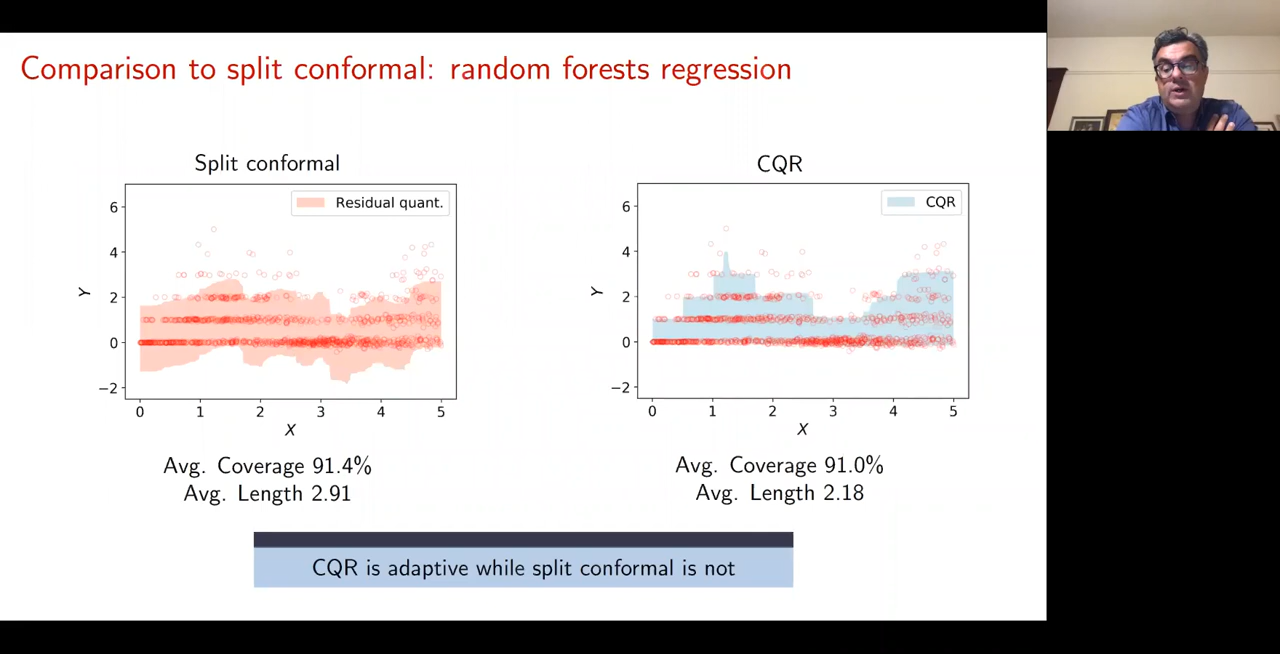 Comparison to split conformal: random forests regression
Split conformal
Residual quant.
6
4
2
0
−2
Y
0 1 2 3 4 5
X
Avg. Coverage 91.4%
Avg. Length 2.91
CQR
CQR
6
4
2
0
−2
Y
0 1 2 3 4 5
X
Avg. Coverage 91.0%
Avg. Length 2.18
CQR is adaptive while split conformal is not